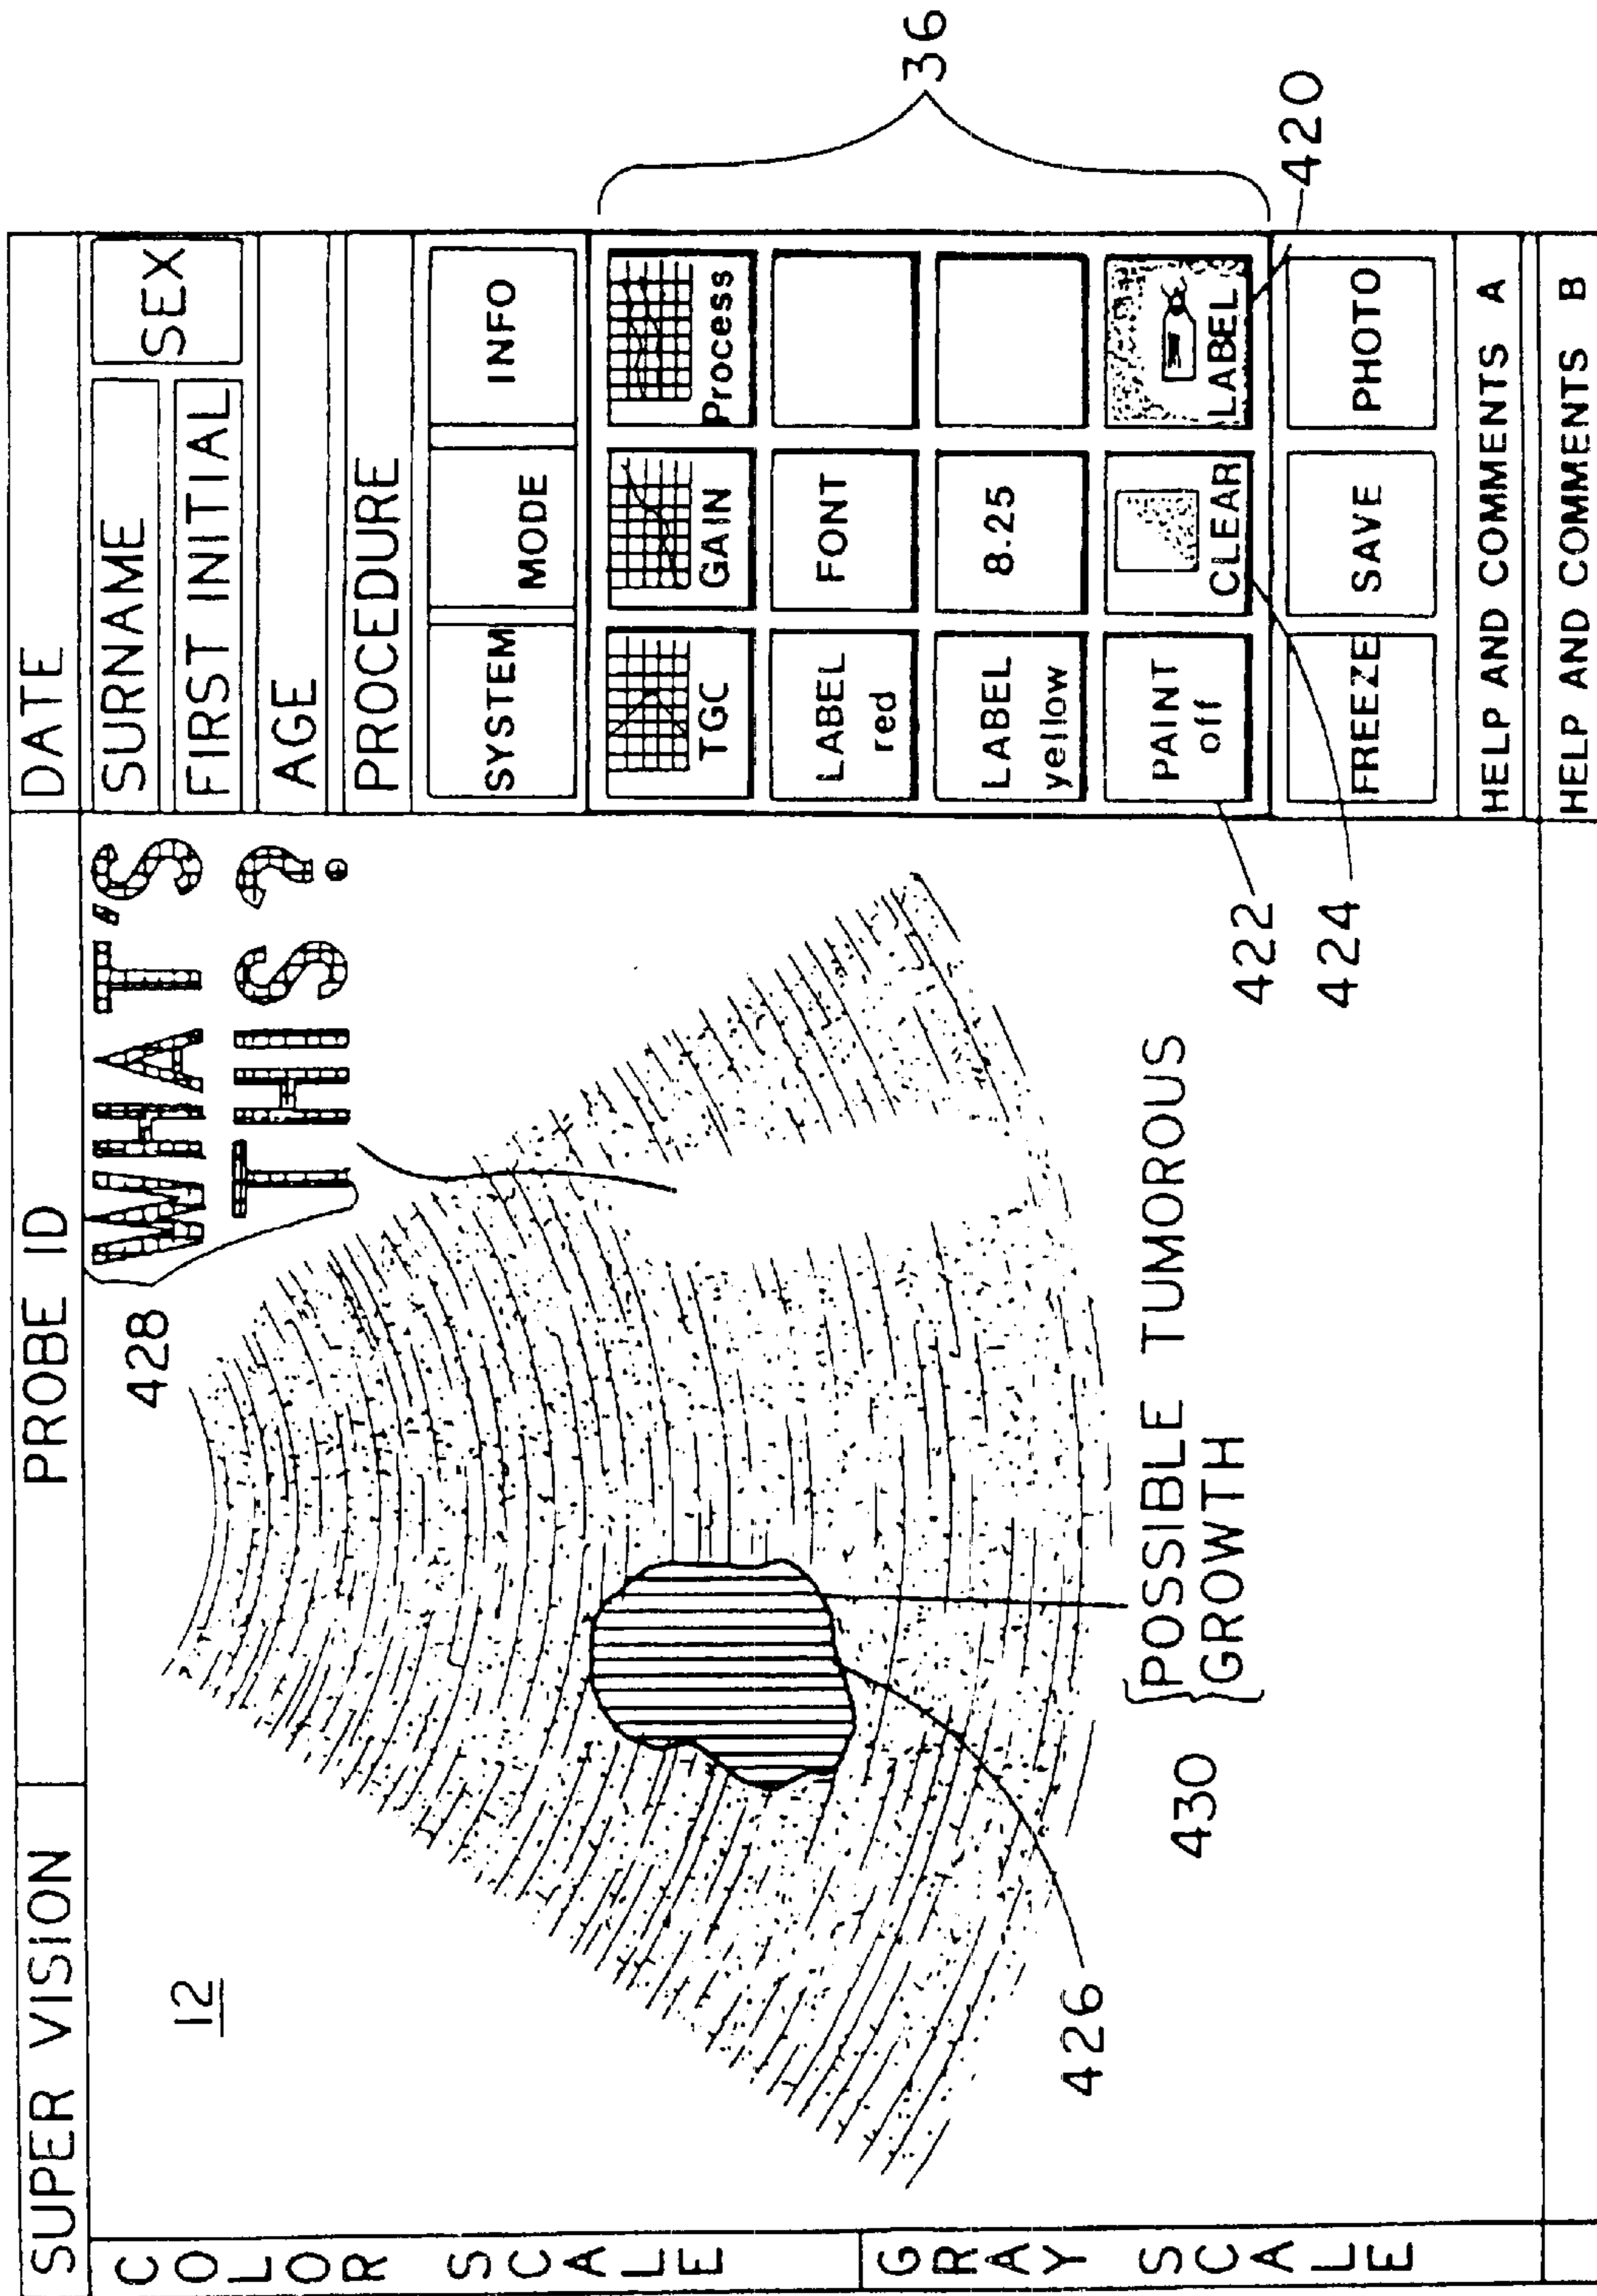 SUPER VISION
PROBE ID
DATE
COLOR SCALE
GRAY SCALE
12
428
WHAT'S
THIS ?
426
430
POSSIBLE TUMOROUS
GROWTH
SURNAME
SEX
FIRST INITIAL
AGE
PROCEDURE
SYSTEM
MODE
INFO
TGC
GAIN
Process
LABEL
red
FONT
LABEL
yellow
8.25
PAINT
off
CLEAR
LABEL
FREEZE
SAVE
PHOTO
HELP AND COMMENTS A
HELP AND COMMENTS B
36
420
422
424